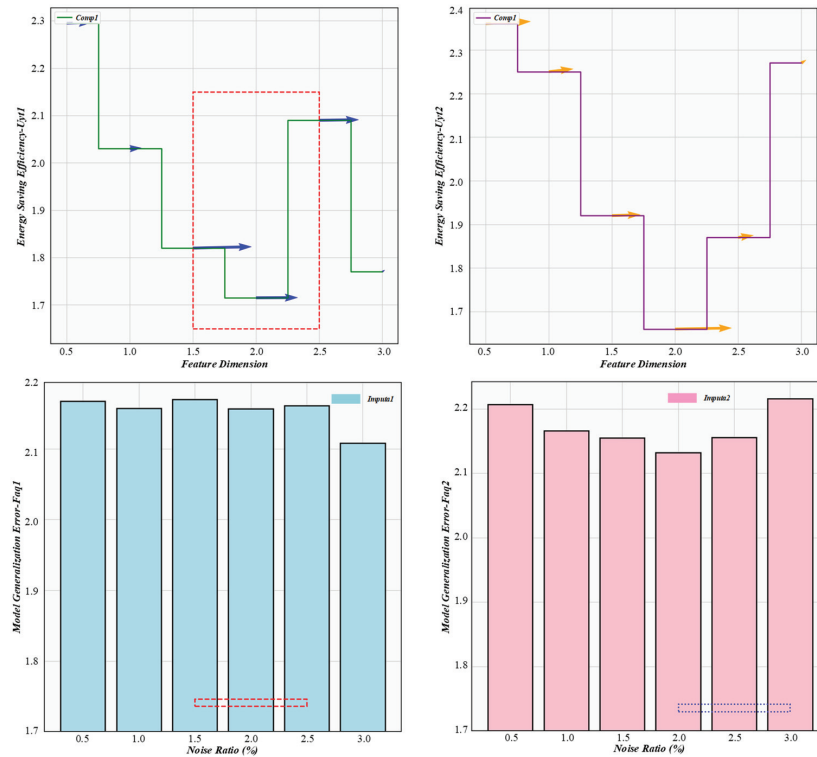 Comp1
2.3
2.2
2.1
2.0
1.9
1.8
1.7
Energy Saving Efficiency-Uyt1
0.5 1.0 1.5 2.0 2.5 3.0
Feature Dimension
Comp1
2.4
2.3
2.2
2.1
2.0
1.9
1.8
1.7
Energy Saving Efficiency-Uyt2
0.5 1.0 1.5 2.0 2.5 3.0
Feature Dimension
Imputa1
2.2
2.1
2.0
1.9
1.8
1.7
Model Generalization Error-Faq1
0.5 1.0 1.5 2.0 2.5 3.0
Noise Ratio (%)
Imputa2
2.2
2.1
2.0
1.9
1.8
1.7
Model Generalization Error-Faq2
0.5 1.0 1.5 2.0 2.5 3.0
Noise Ratio (%)